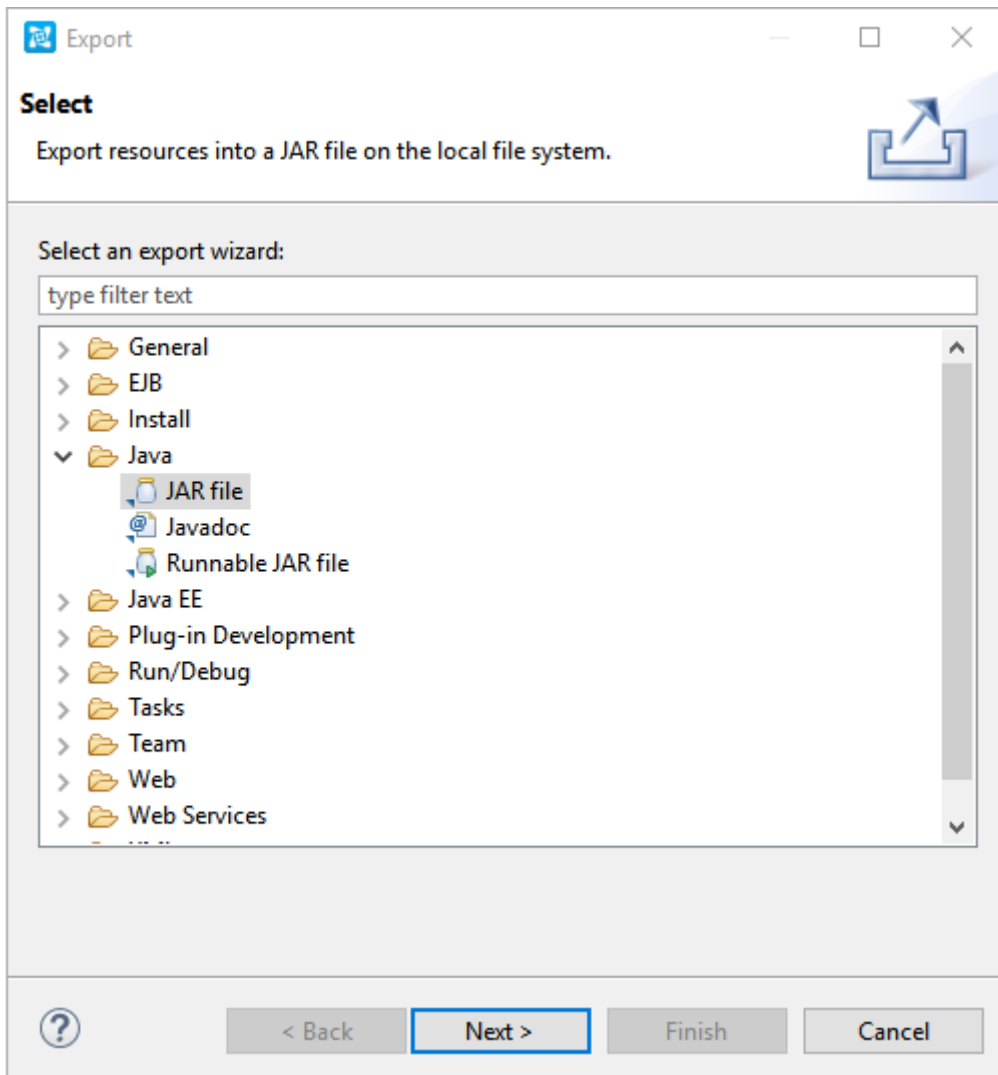 Export
Select
Export resources into a JAR file on the local file system.
Select an export wizard:
type filter text
General
EJB
Install
Java
JAR file
Javadoc
Runnable JAR file
Java EE
Plug-in Development
Run/Debug
Tasks
Team
Web
Web Services
< Back
Next >
Finish
Cancel